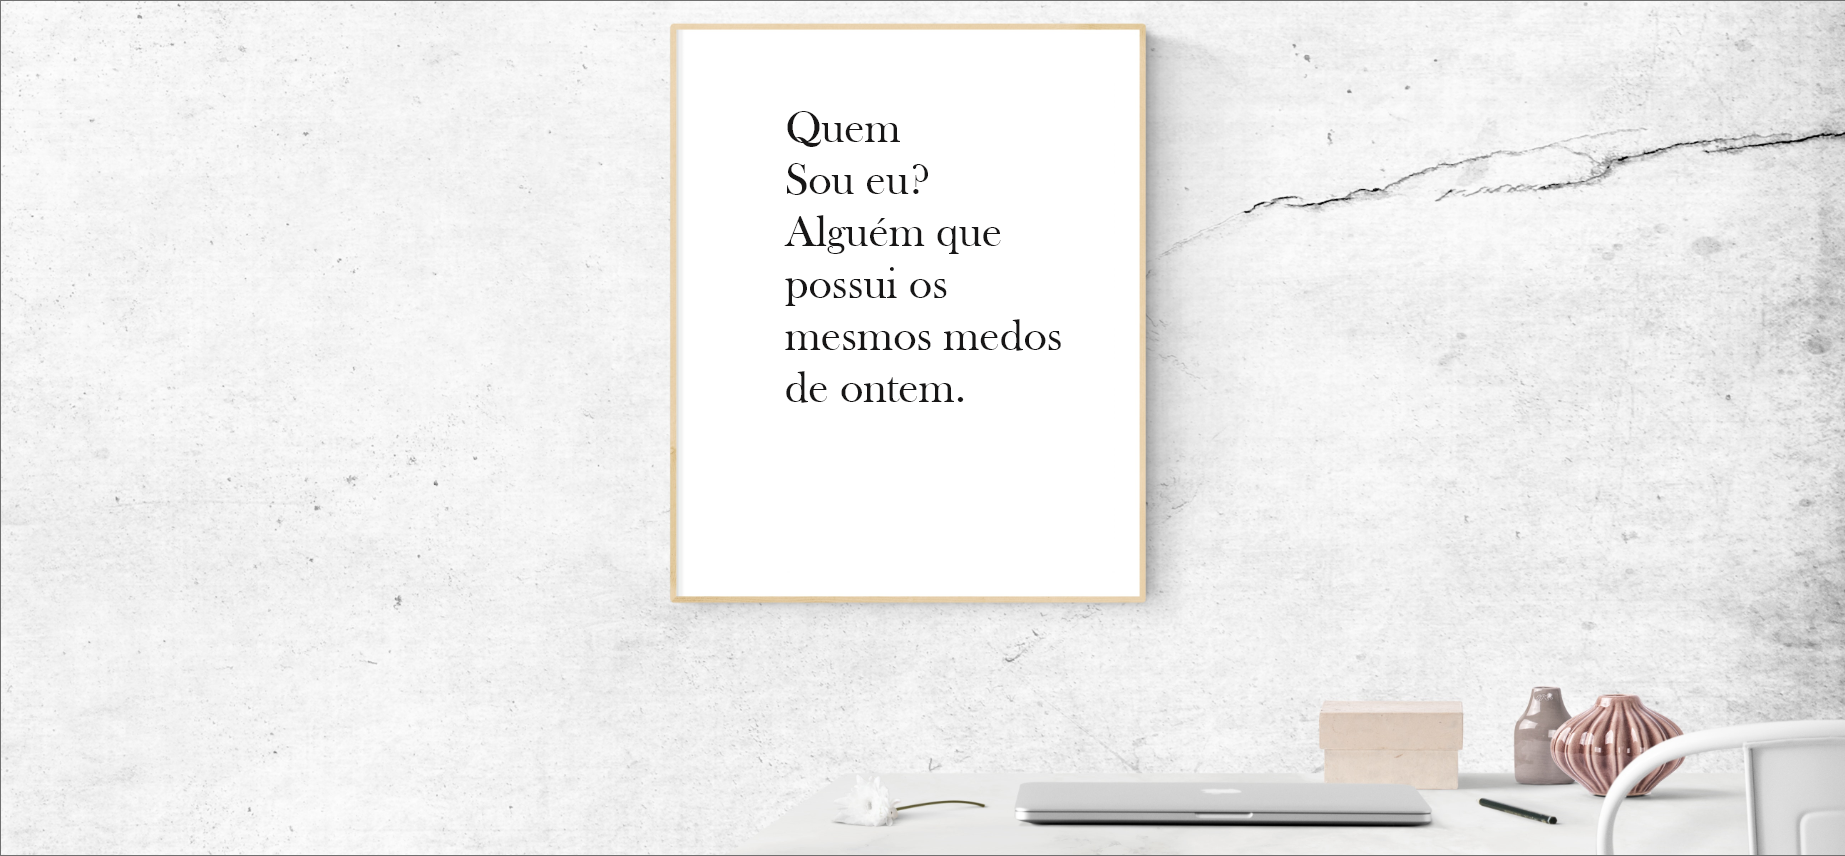 Quem
Sou eu?
Alguém que
possui os
mesmos medos
de ontem.